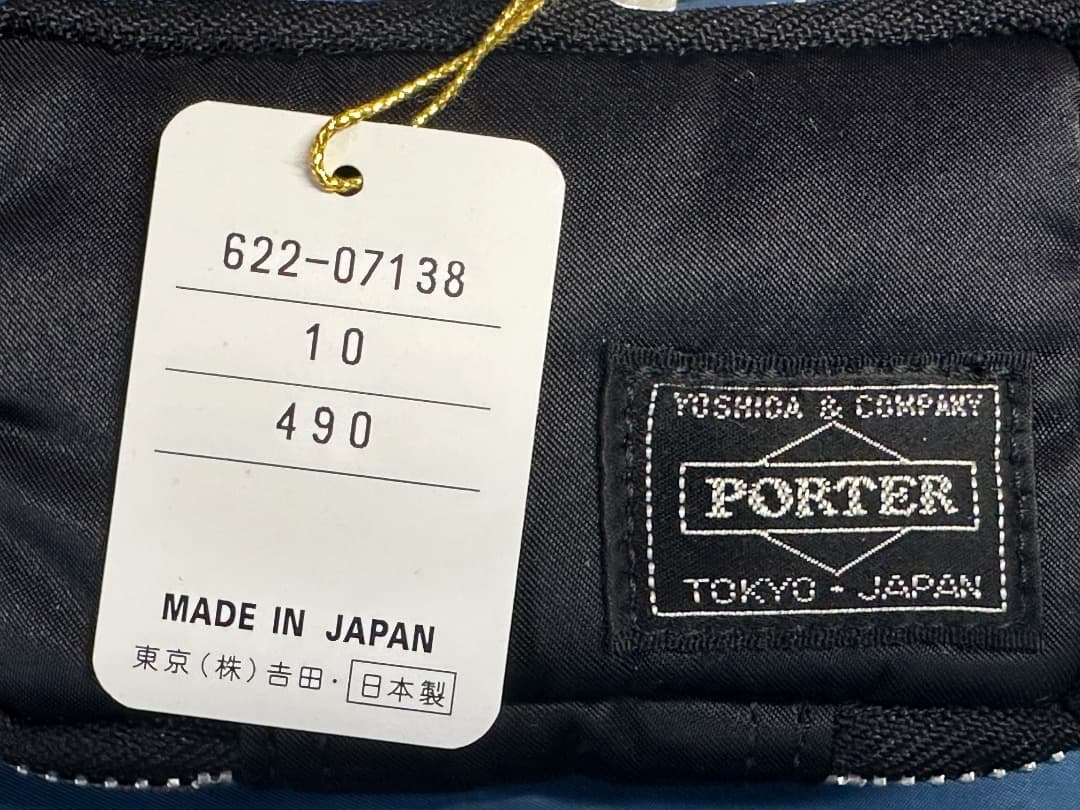 622-07138
10
490
MADE IN JAPAN
東京(株)吉田・日本製
YOSHIDA & COMPANY
PORTER
TOKYO・JAPAN